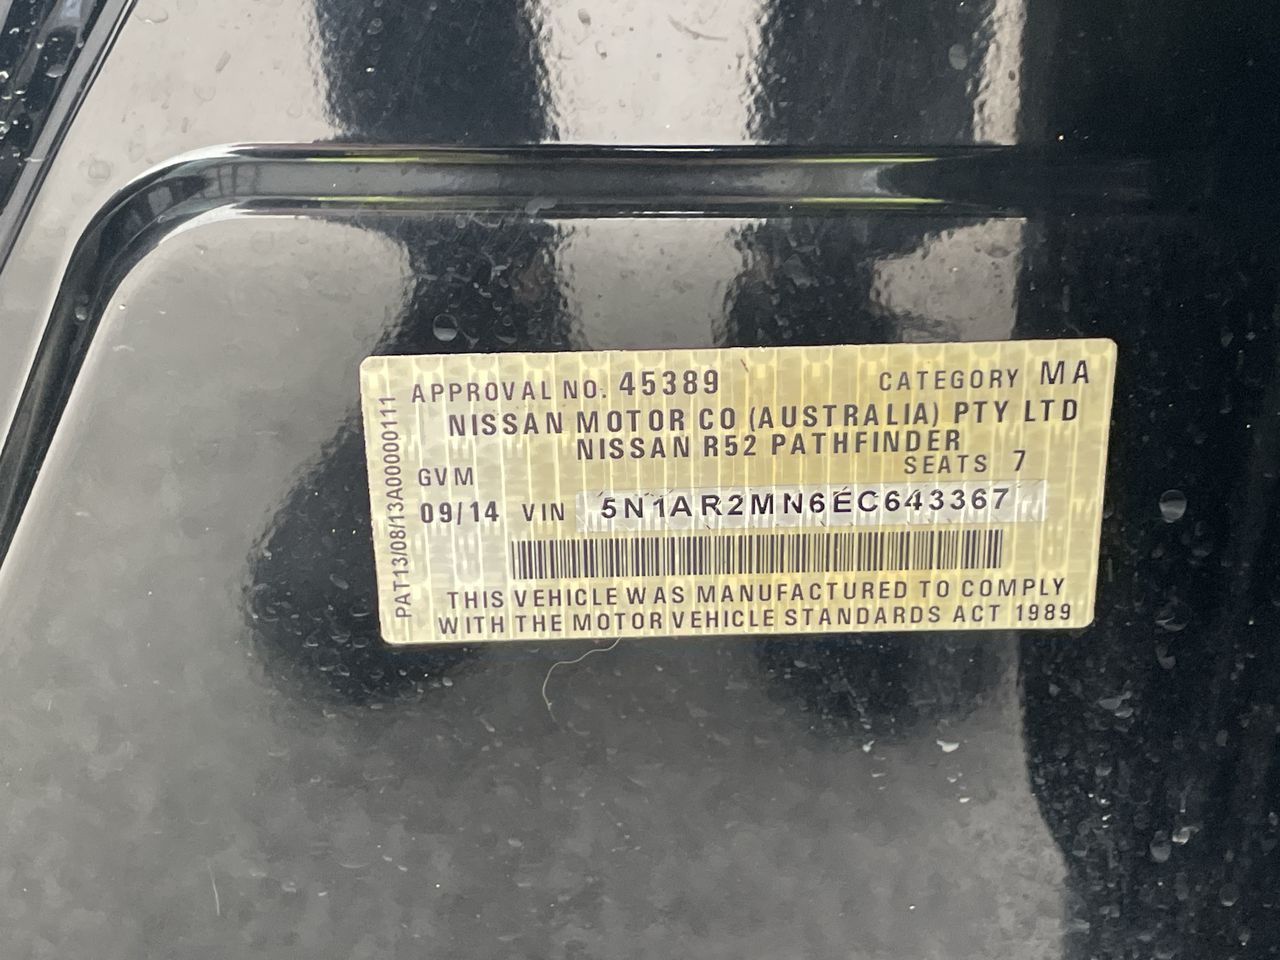 APPROVAL NO. 45389 CATEGORY MA
NISSAN MOTOR CO (AUSTRALIA) PTY LTD
NISSAN R52 PATHFINDER
SEATS 7
GVM
09/14 VIN 5N1AR2MN6EC643367
THIS VEHICLE WAS MANUFACTURED TO COMPLY
WITH THE MOTOR VEHICLE STANDARDS ACT 1989
PAT13/08/13A00000111